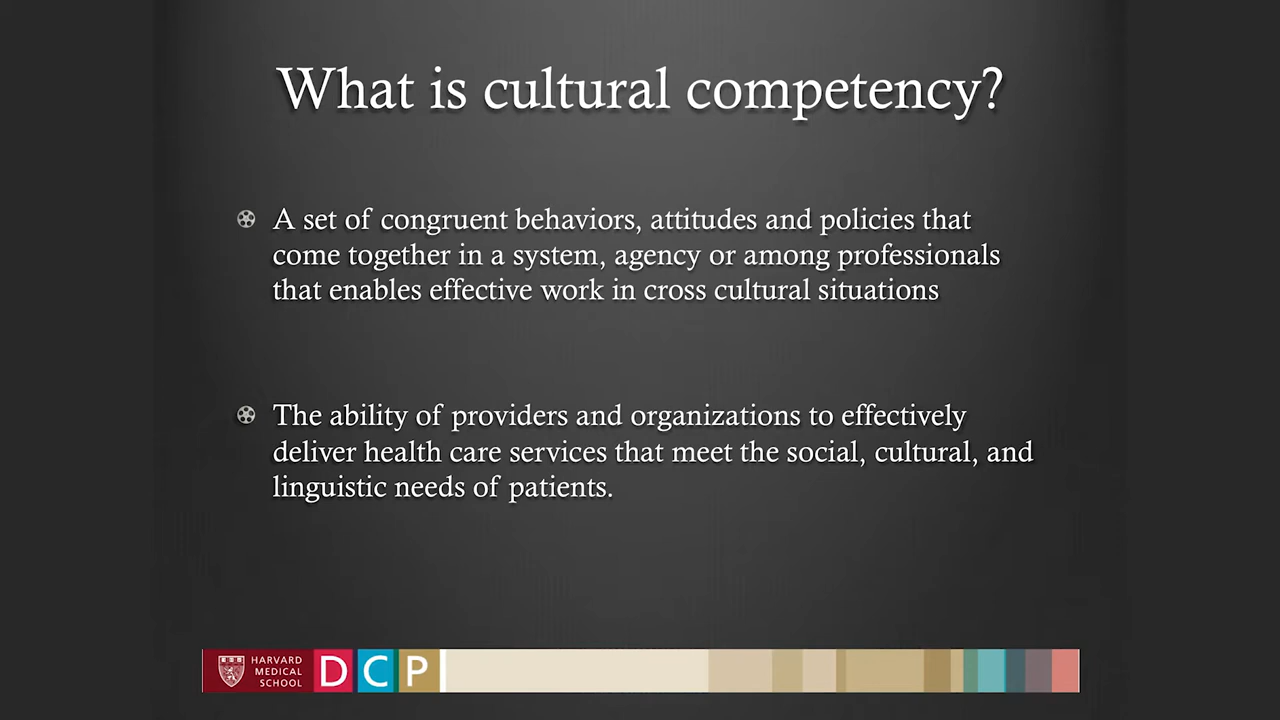 What is cultural competency?
A set of congruent behaviors, attitudes and policies that
come together in a system, agency or among professionals
that enables effective work in cross cultural situations
The ability of providers and organizations to effectively
deliver health care services that meet the social, cultural, and
linguistic needs of patients.
HARVARD
MEDICAL
SCHOOL
DCP